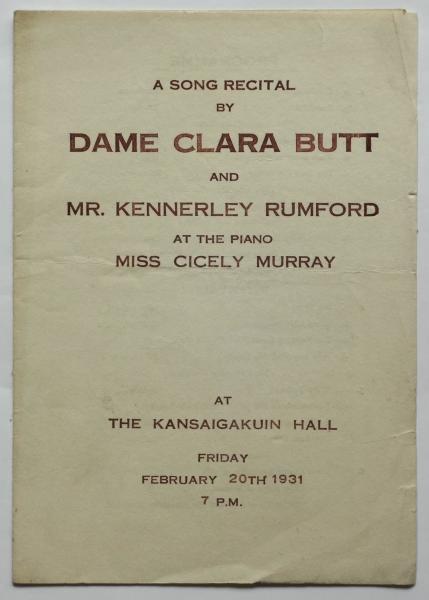 A SONG RECITAL
BY
DAME CLARA BUTT
AND
MR. KENNERLEY RUMFORD
AT THE PIANO
MISS CICELY MURRAY
AT
THE KANSAIGAKUIN HALL
FRIDAY
FEBRUARY 20TH 1931
7 P.M.